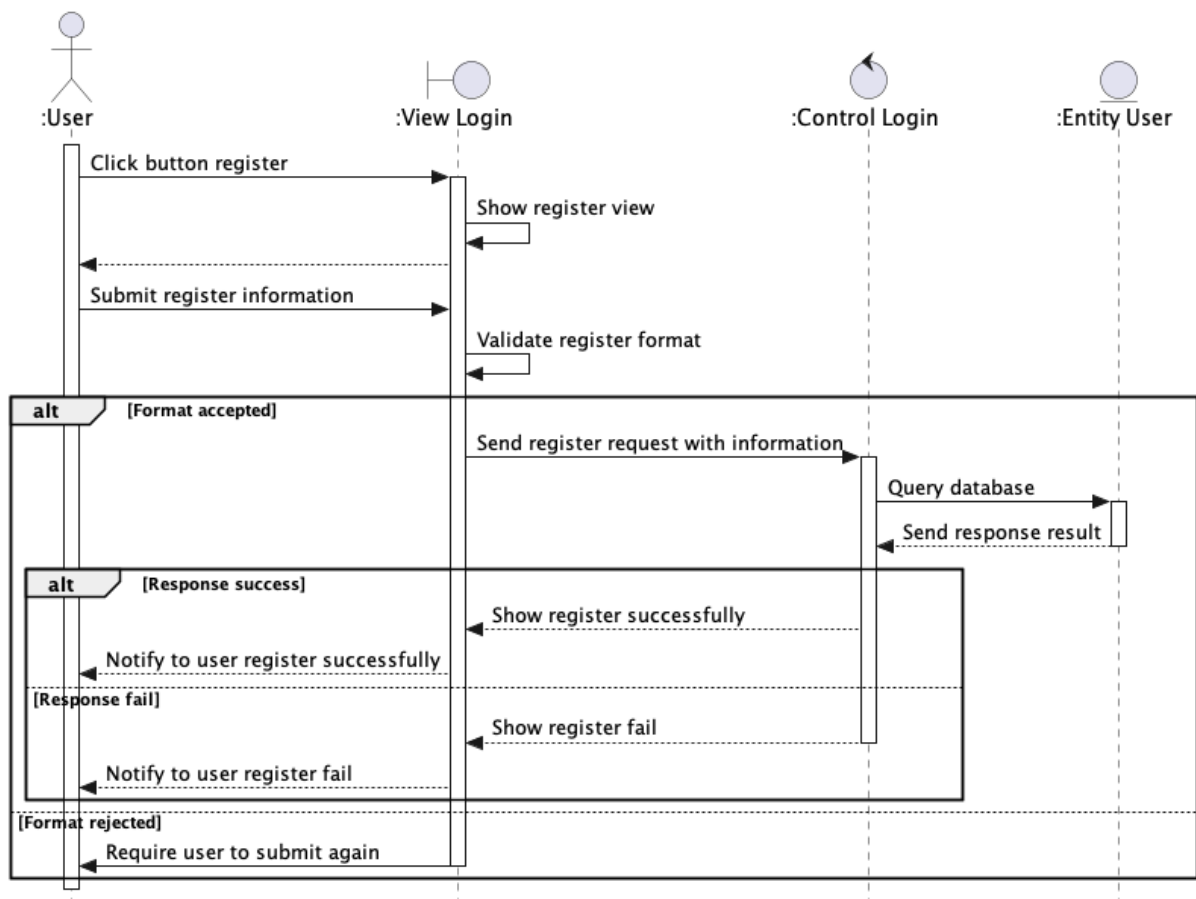 :User
:View Login
:Control Login
:Entity User
Click button register
Show register view
Submit register information
Validate register format
alt
[Format accepted]
Send register request with information
Query database
Send response result
alt
[Response success]
Show register successfully
Notify to user register successfully
[Response fail]
Show register fail
Notify to user register fail
[Format rejected]
Require user to submit again